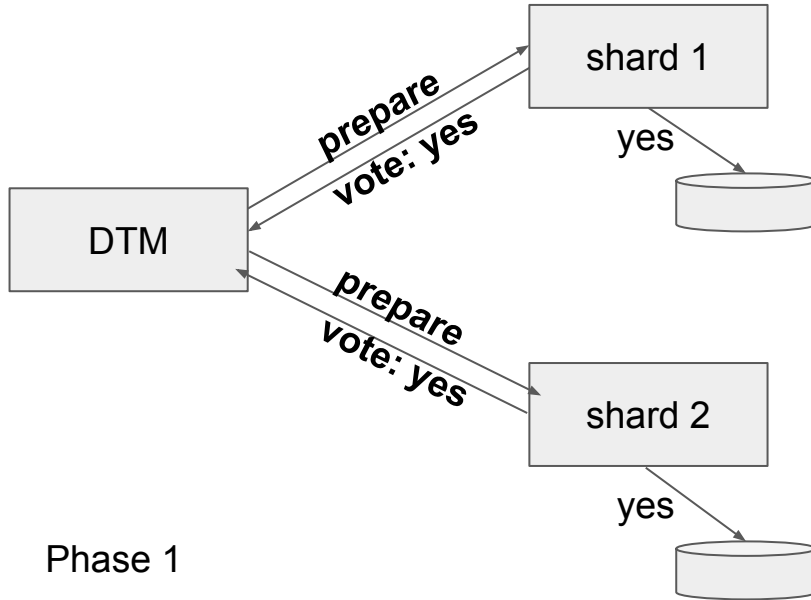 shard 1
prepare
yes
vote: yes
DTM
prepare
vote: yes
shard 2
yes
Phase 1